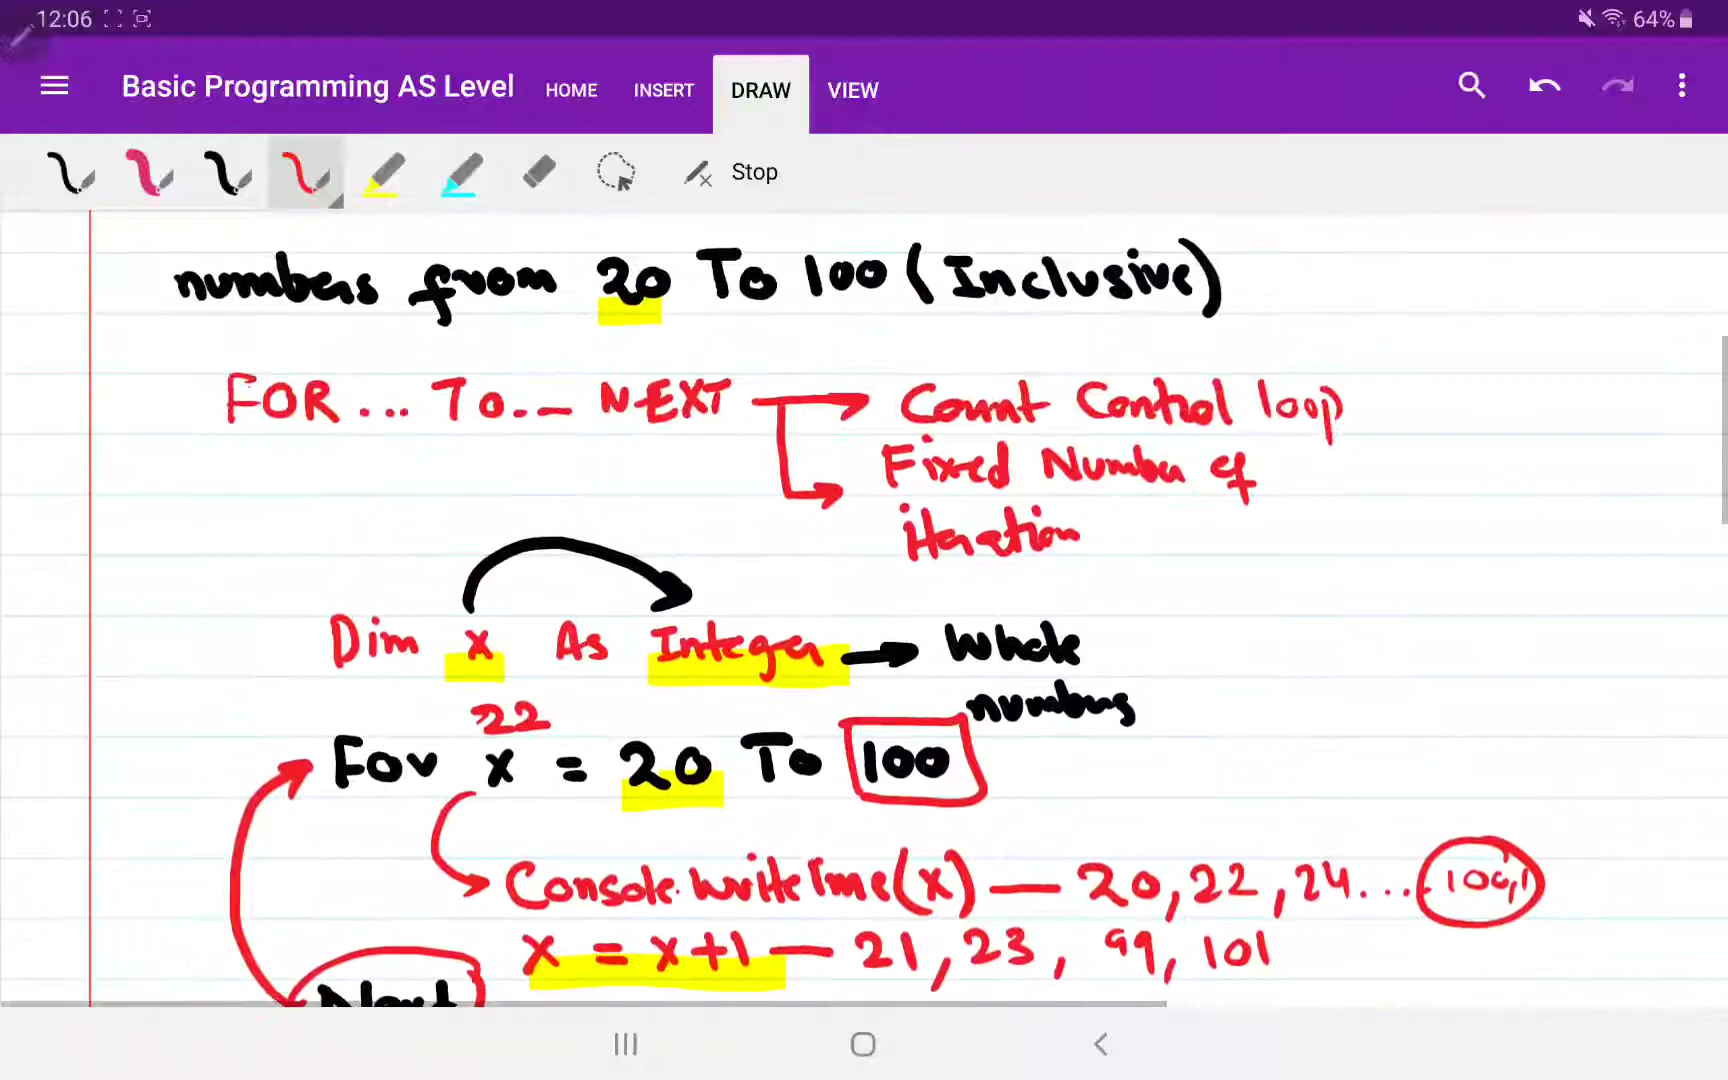 12:06 64%
Basic Programming AS Level HOME INSERT DRAW VIEW
Stop
numbers from 20 To 100 (Inclusive)
FOR ... To.._ NEXT Count Control loop
Fixed Number of
iteration
Dim x As Integer Whole
numbers
22
For x = 20 To 100
Console.writeline(x) — 20, 22, 24...
x = x+1 — 21, 23, 99, 101
Next